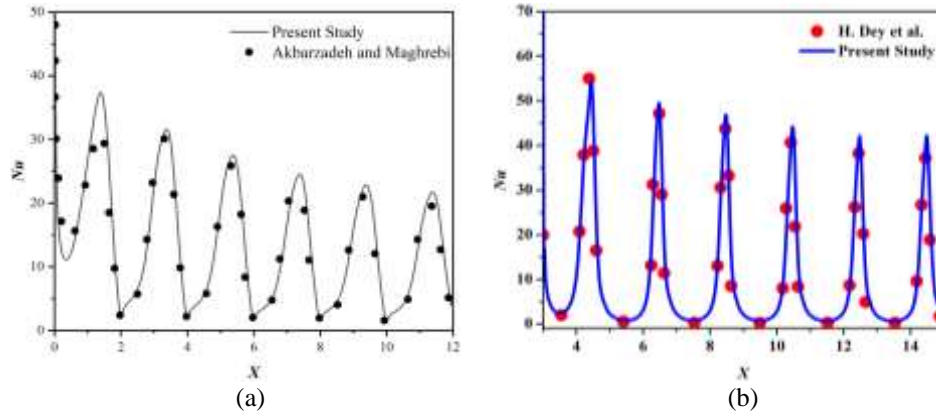 50
40
30
20
10
0
Nu
Present Study
Akbarzadeh and Maghrebi
0 2 4 6 8 10 12
X
(a)
70
60
50
40
30
20
10
0
Nu
H. Dey et al.
Present Study
4 6 8 10 12 14
X
(b)